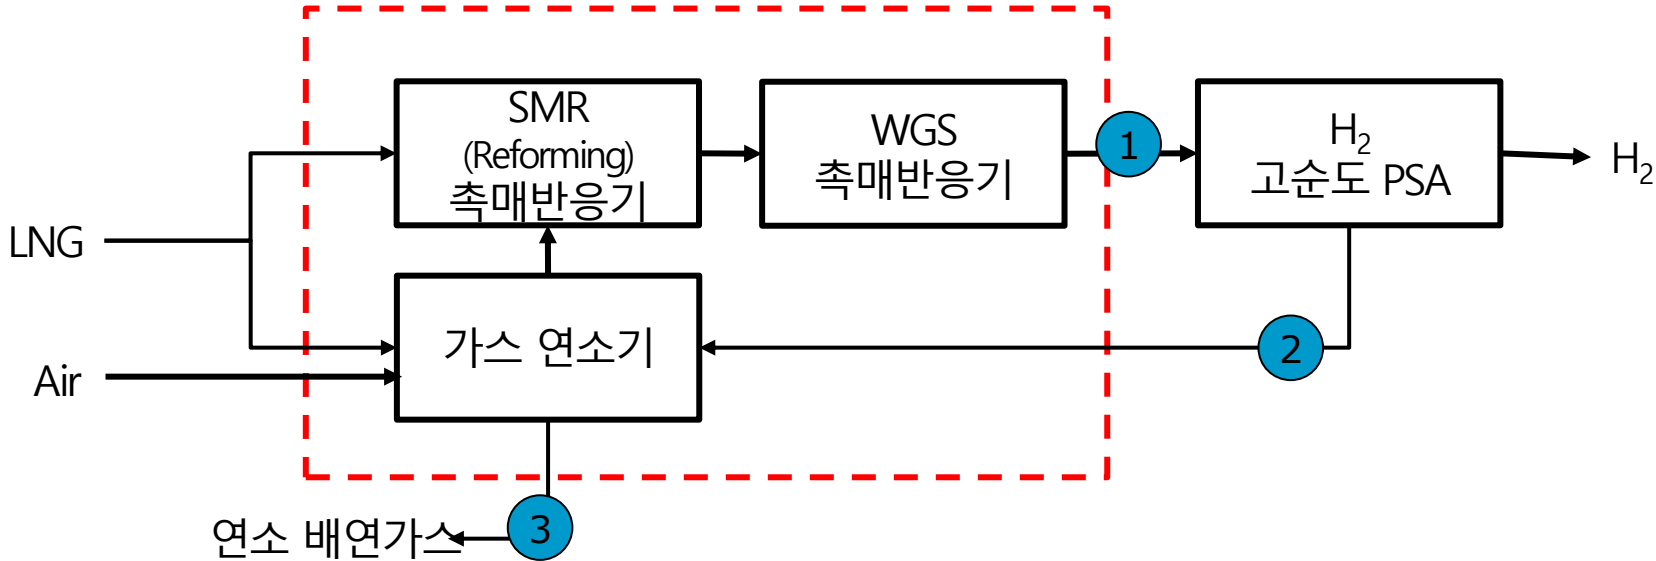 SMR
(Reforming)
촉매반응기
WGS
촉매반응기
1
H₂
고순도 PSA
H₂
LNG
가스 연소기
2
Air
3
연소 배연가스